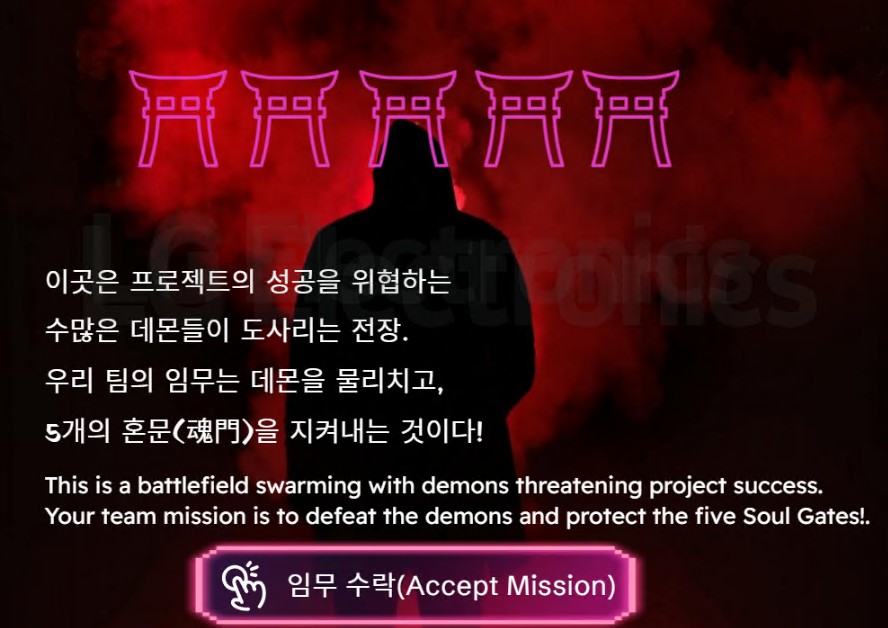 LG Electronics
이곳은 프로젝트의 성공을 위협하는
수많은 데몬들이 도사리는 전장.
우리 팀의 임무는 데몬을 물리치고,
5개의 혼문(魂門)을 지켜내는 것이다!
This is a battlefield swarming with demons threatening project success.
Your team mission is to defeat the demons and protect the five Soul Gates!.
임무 수락(Accept Mission)